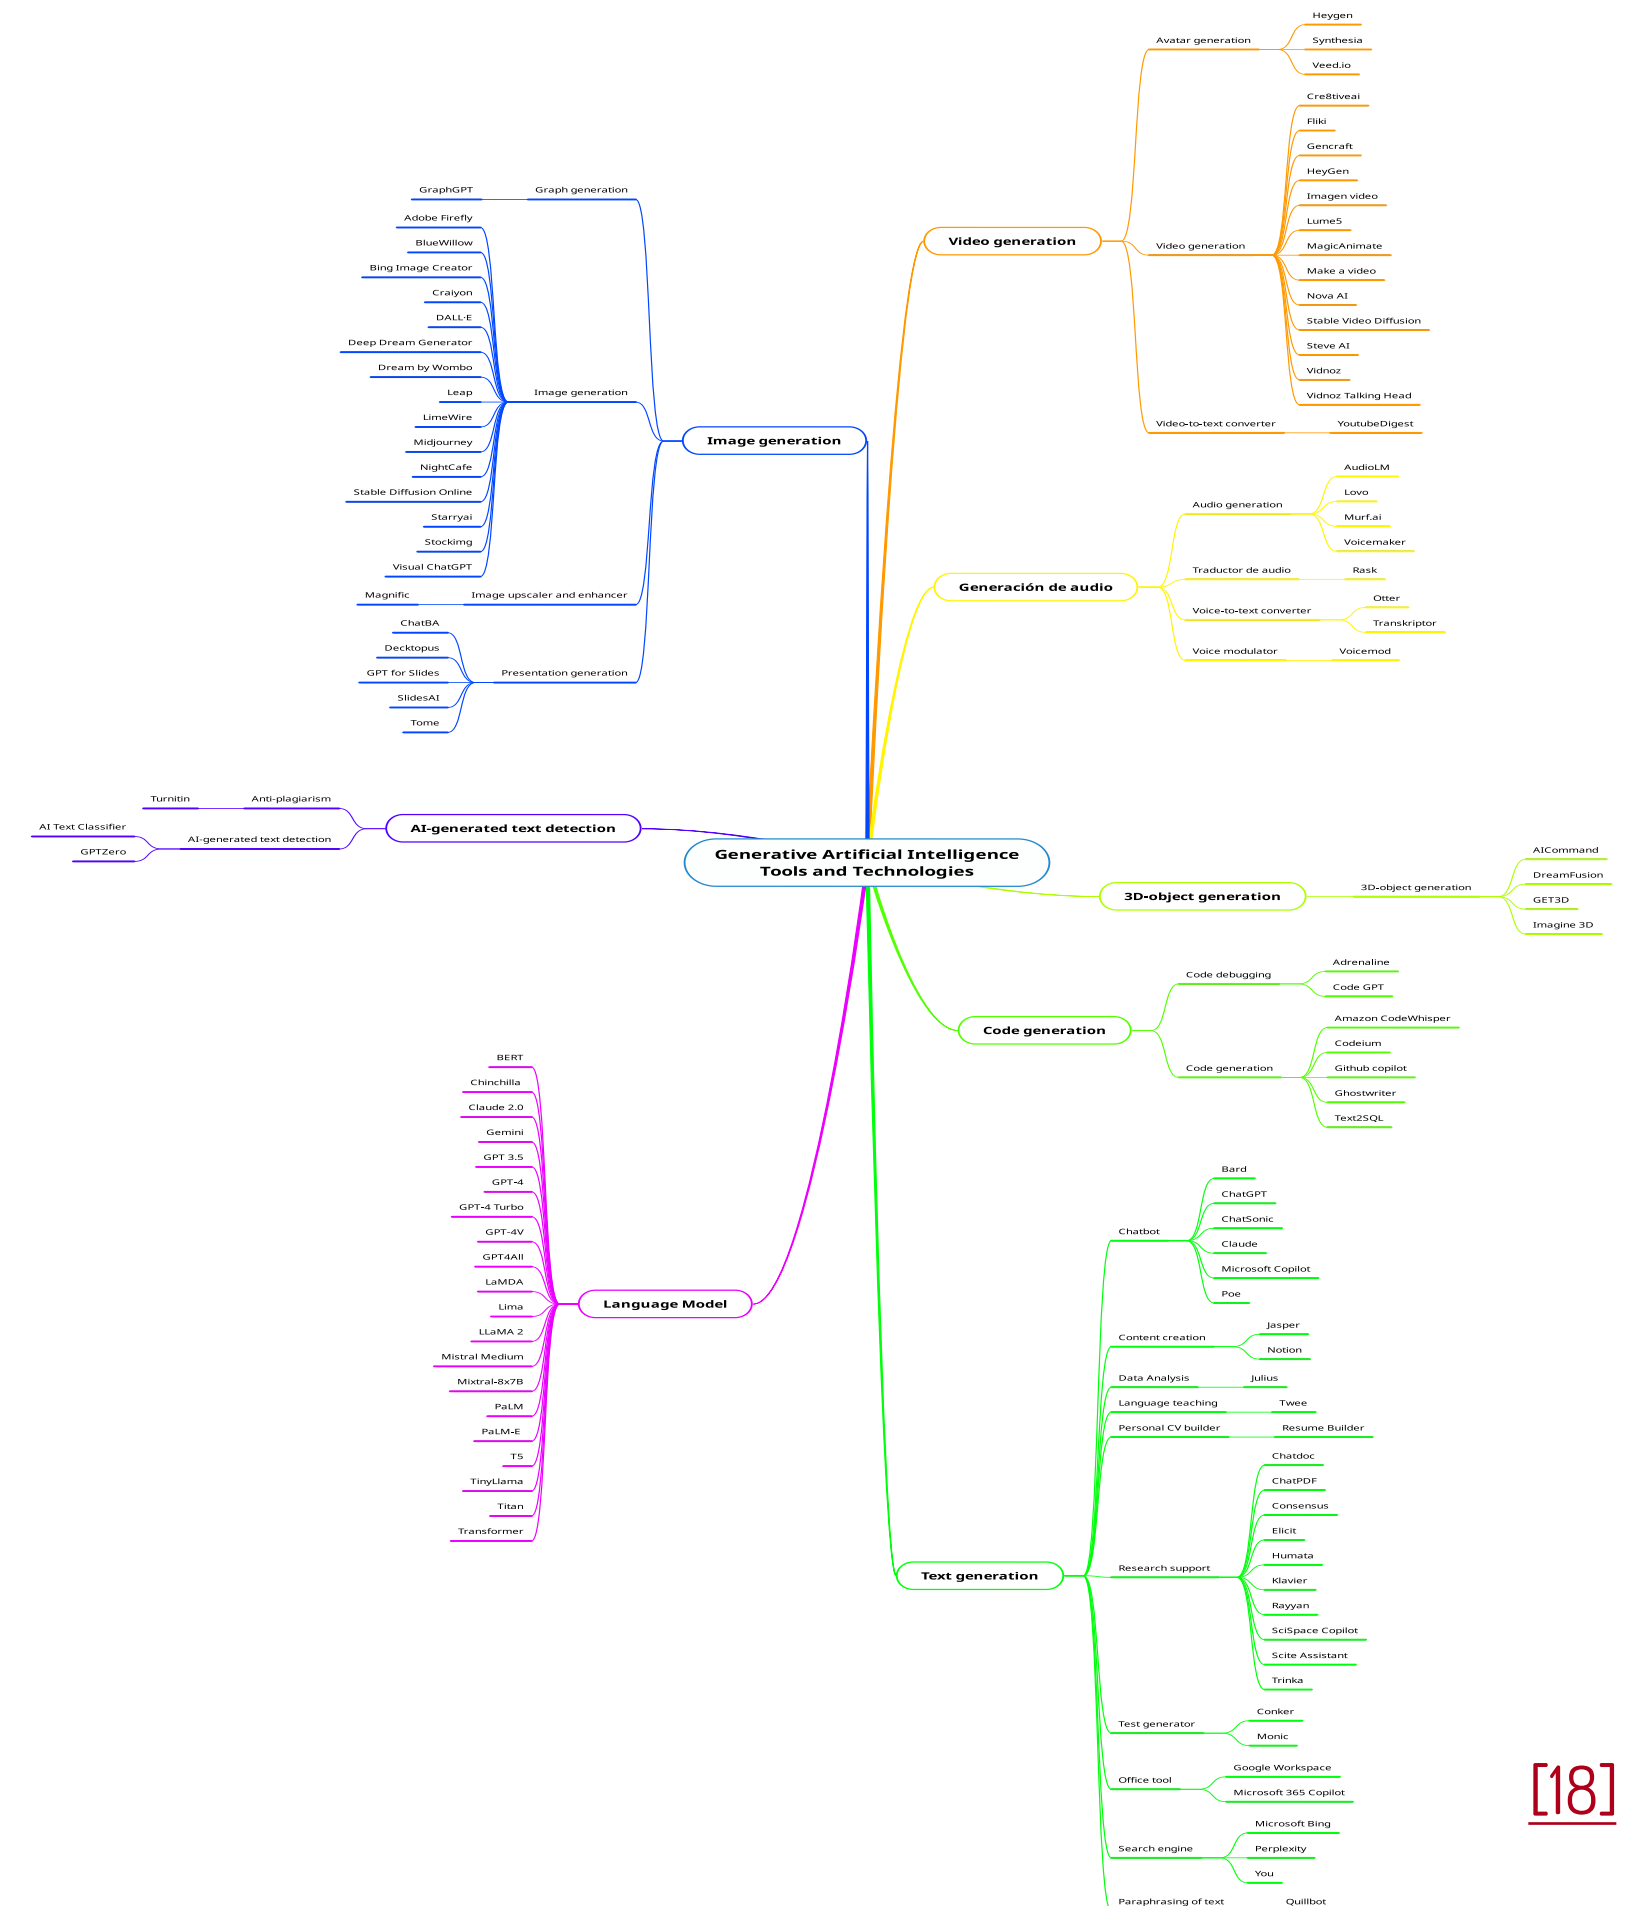 Heygen
Avatar generation
Synthesia
Veed.io
Cre8tiveai
Fliki
Gencraft
HeyGen
Imagen video
Lume5
Video generation
Video generation
MagicAnimate
Make a video
Nova AI
Stable Video Diffusion
Steve AI
Vidnoz
Vidnoz Talking Head
Video-to-text converter
YoutubeDigest
GraphGPT
Graph generation
Adobe Firefly
BlueWillow
Bing Image Creator
Craiyon
DALL·E
Deep Dream Generator
Dream by Wombo
Leap
Image generation
LimeWire
Midjourney
Image generation
NightCafe
Stable Diffusion Online
Starryai
Stockimg
Visual ChatGPT
Magnific
Image upscaler and enhancer
ChatBA
Decktopus
GPT for Slides
Presentation generation
SlidesAI
Tome
AudioLM
Lovo
Audio generation
Murf.ai
Voicemaker
Generación de audio
Traductor de audio
Rask
Voice-to-text converter
Otter
Transkriptor
Voice modulator
Voicemod
Turnitin
Anti-plagiarism
AI Text Classifier
AI-generated text detection
GPTZero
AI-generated text detection
Generative Artificial Intelligence
Tools and Technologies
AICommand
DreamFusion
3D-object generation
3D-object generation
GET3D
Imagine 3D
Adrenaline
Code debugging
Code GPT
Code generation
Amazon CodeWhisper
Codeium
Code generation
Github copilot
Ghostwriter
Text2SQL
BERT
Chinchilla
Claude 2.0
Gemini
GPT 3.5
GPT-4
GPT-4 Turbo
GPT-4V
GPT4All
LaMDA
Language Model
Lima
LLaMA 2
Mistral Medium
Mixtral-8x7B
PaLM
PaLM-E
T5
TinyLlama
Titan
Transformer
Bard
ChatGPT
ChatSonic
Chatbot
Claude
Microsoft Copilot
Poe
Jasper
Content creation
Notion
Data Analysis
Julius
Language teaching
Twee
Personal CV builder
Resume Builder
Chatdoc
ChatPDF
Consensus
Elicit
Humata
Text generation
Research support
Klavier
Rayyan
SciSpace Copilot
Scite Assistant
Trinka
Conker
Test generator
Monic
Google Workspace
Office tool
Microsoft 365 Copilot
Microsoft Bing
Search engine
Perplexity
You
Paraphrasing of text
Quillbot
[18]